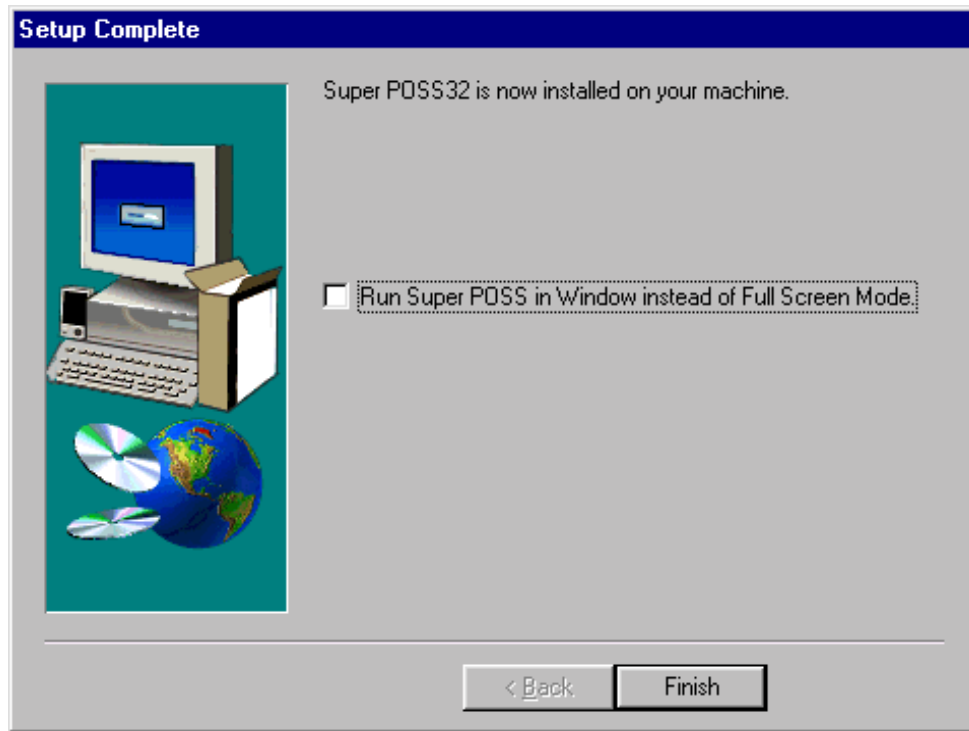 Setup Complete
Super POSS32 is now installed on your machine.
Run Super POSS in Window instead of Full Screen Mode.
< Back
Finish